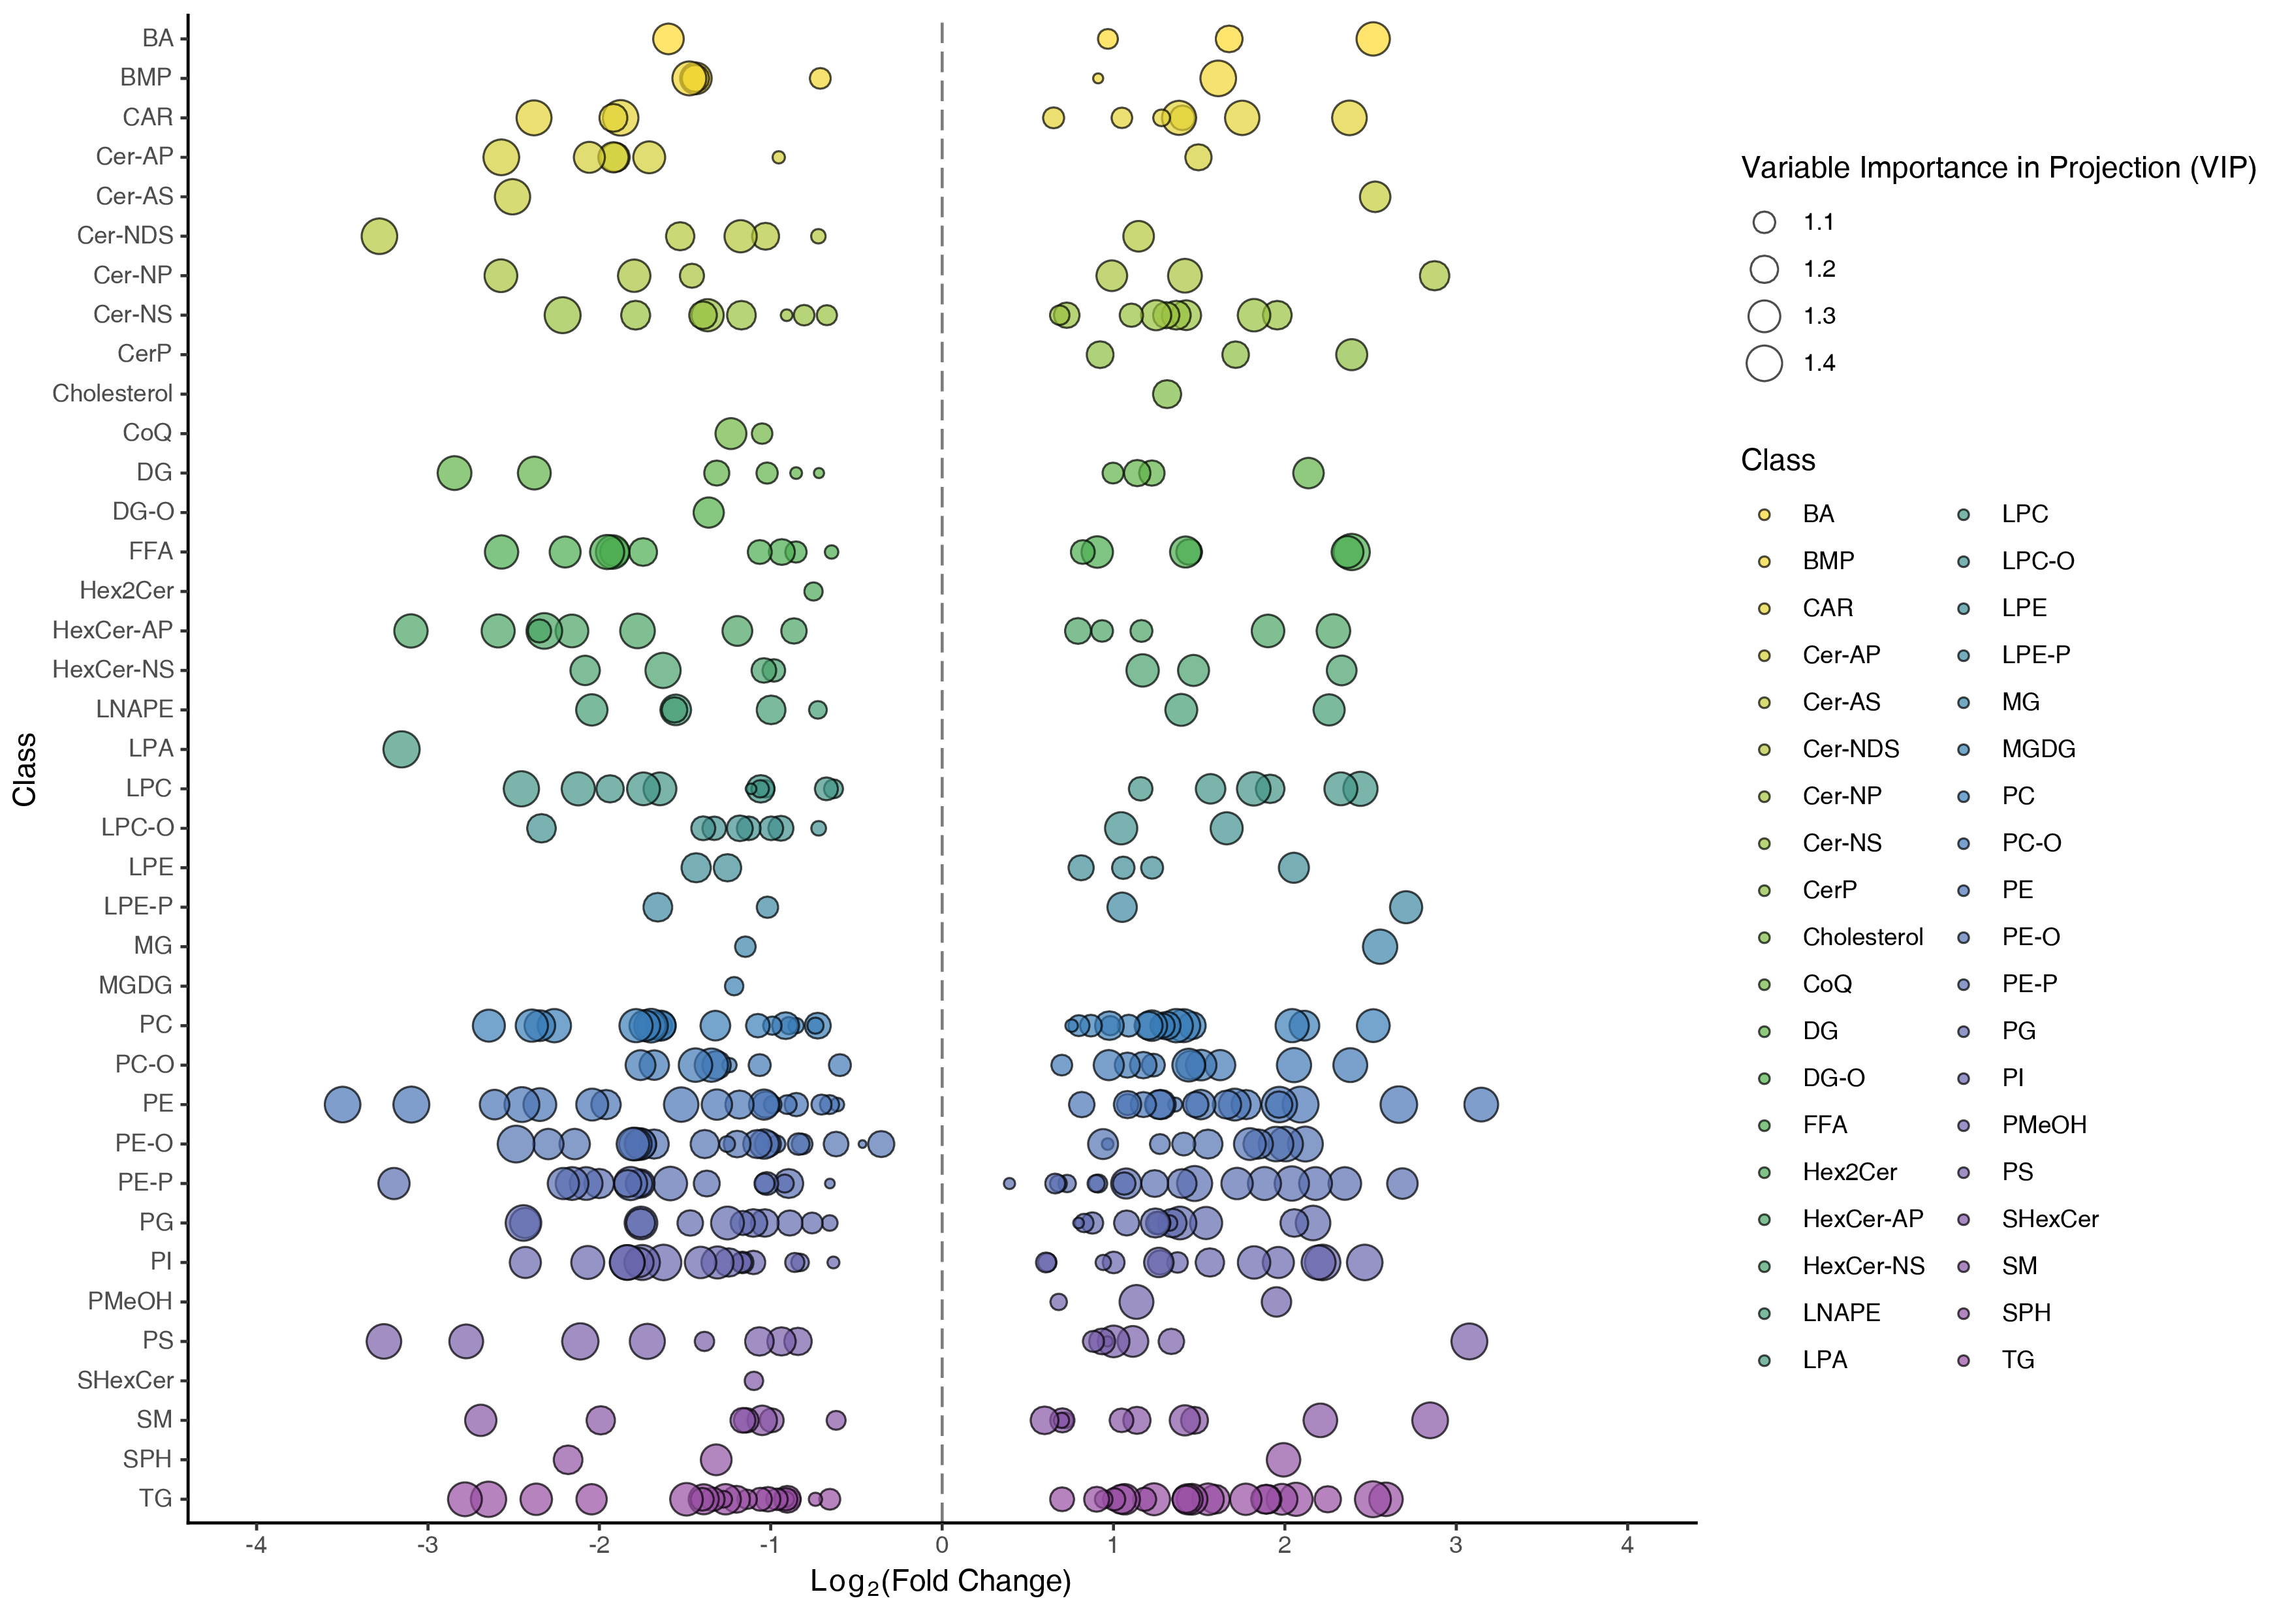 BA
BMP
CAR
Cer-AP
Cer-AS
Cer-NDS
Cer-NP
Cer-NS
CerP
Cholesterol
CoQ
DG
DG-O
FFA
Hex2Cer
HexCer-AP
HexCer-NS
LNAPE
LPA
LPC
LPC-O
LPE
LPE-P
MG
MGDG
PC
PC-O
PE
PE-O
PE-P
PG
PI
PMeOH
PS
SHexCer
SM
SPH
TG
Class
-4 -3 -2 -1 0 1 2 3 4
Log₂(Fold Change)
Variable Importance in Projection (VIP)
1.1
1.2
1.3
1.4
Class
BA
BMP
CAR
Cer-AP
Cer-AS
Cer-NDS
Cer-NP
Cer-NS
CerP
Cholesterol
CoQ
DG
DG-O
FFA
Hex2Cer
HexCer-AP
HexCer-NS
LNAPE
LPA
LPC
LPC-O
LPE
LPE-P
MG
MGDG
PC
PC-O
PE
PE-O
PE-P
PG
PI
PMeOH
PS
SHexCer
SM
SPH
TG